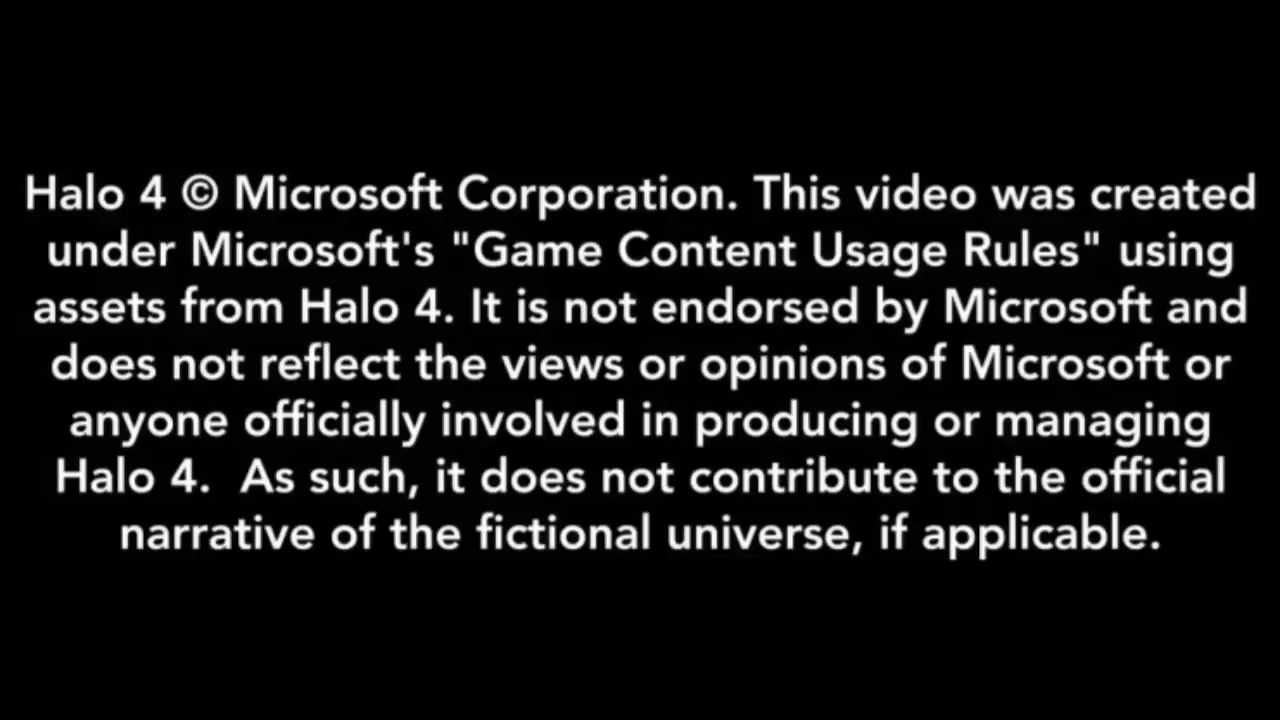 Halo 4 © Microsoft Corporation. This video was created
under Microsoft's "Game Content Usage Rules" using
assets from Halo 4. It is not endorsed by Microsoft and
does not reflect the views or opinions of Microsoft or
anyone officially involved in producing or managing
Halo 4.  As such, it does not contribute to the official
narrative of the fictional universe, if applicable.